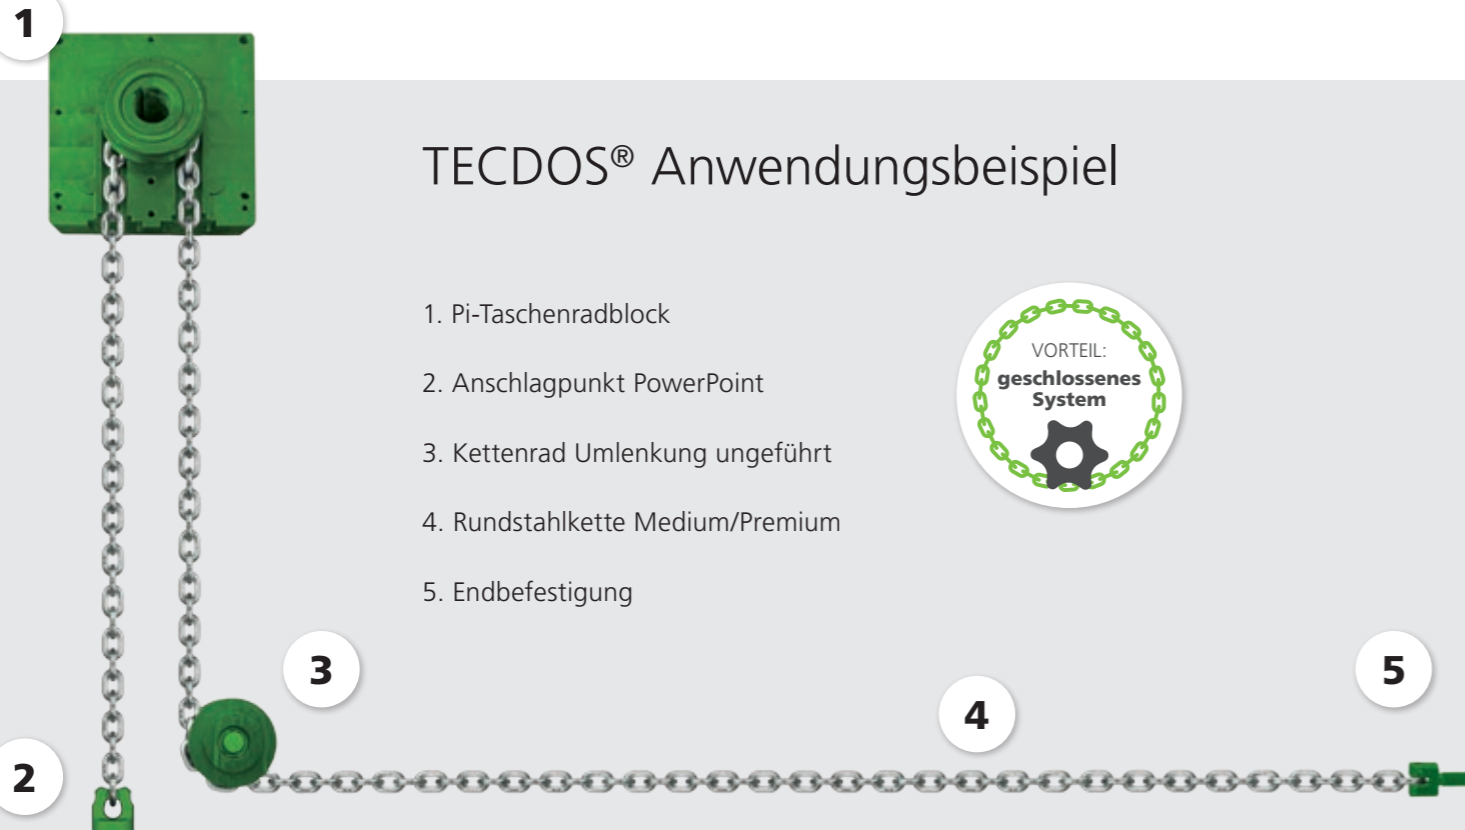 1
TECDOS® Anwendungsbeispiel
1. Pi-Taschenradblock
2. Anschlagpunkt PowerPoint
3. Kettenrad Umlenkung ungeführt
4. Rundstahlkette Medium/Premium
5. Endbefestigung
VORTEIL:
geschlossenes
System
3
5
4
2